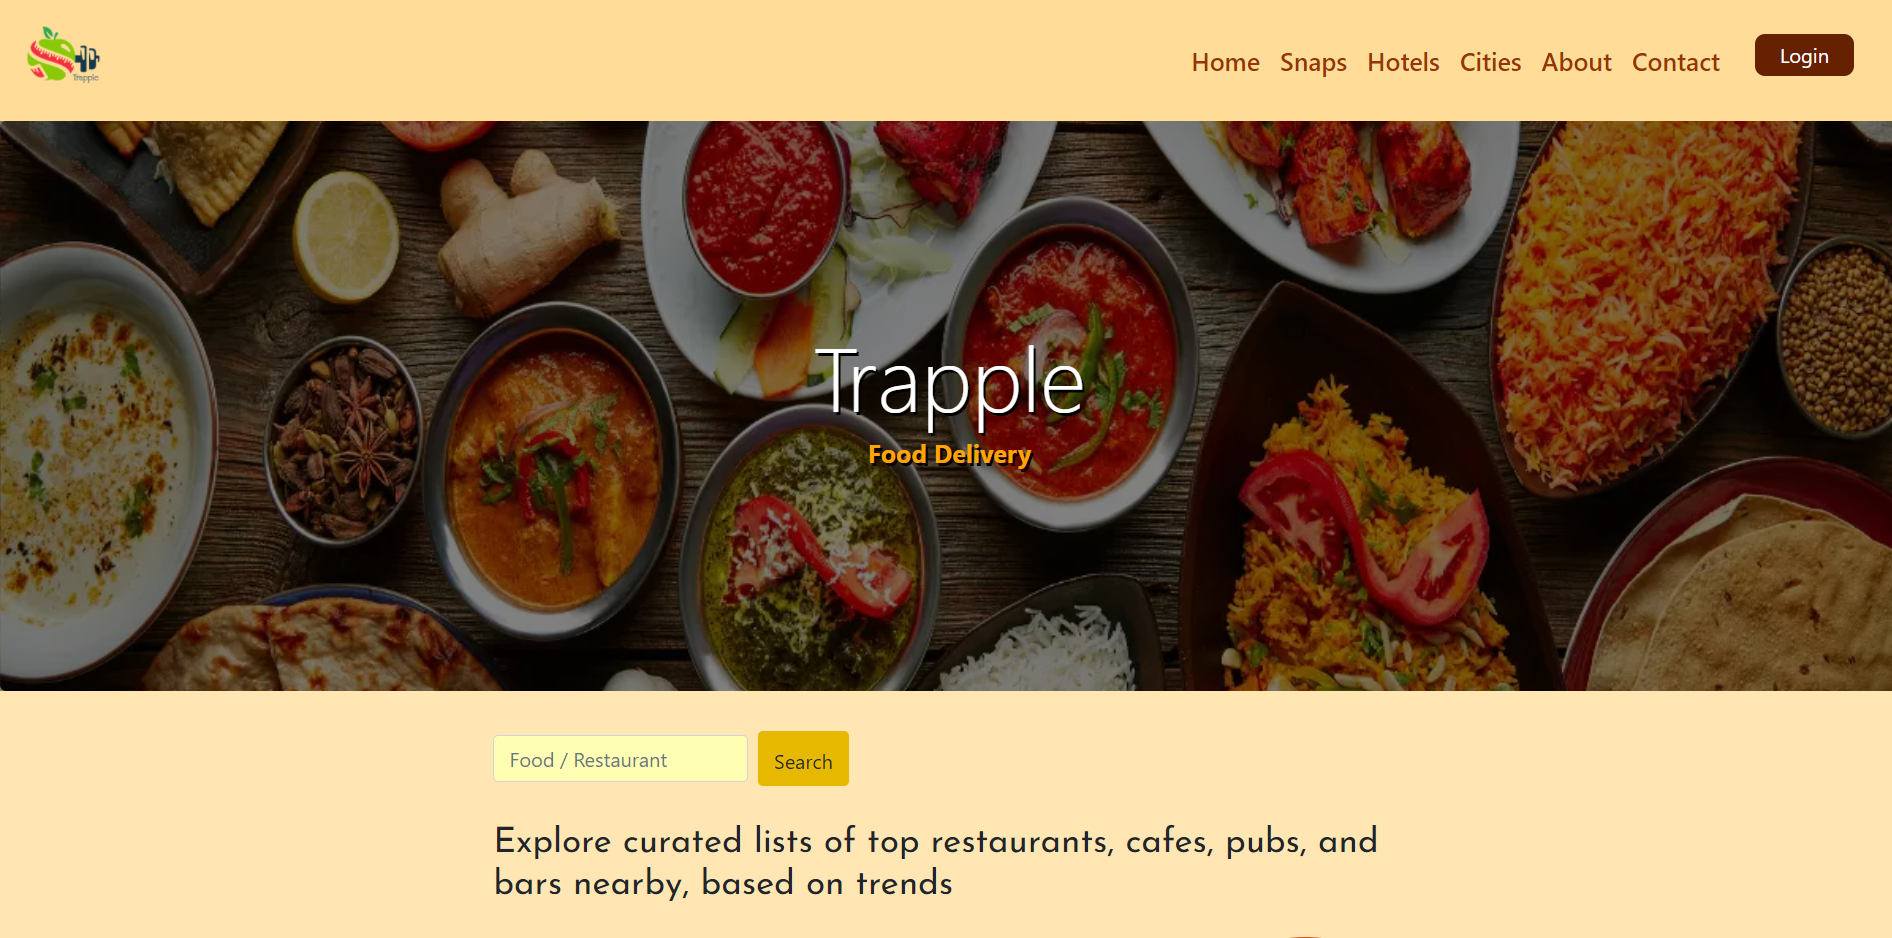 Trapple
Home Snaps Hotels Cities About Contact Login
Trapple
Food Delivery
Food / Restaurant Search
Explore curated lists of top restaurants, cafes, pubs, and
bars nearby, based on trends